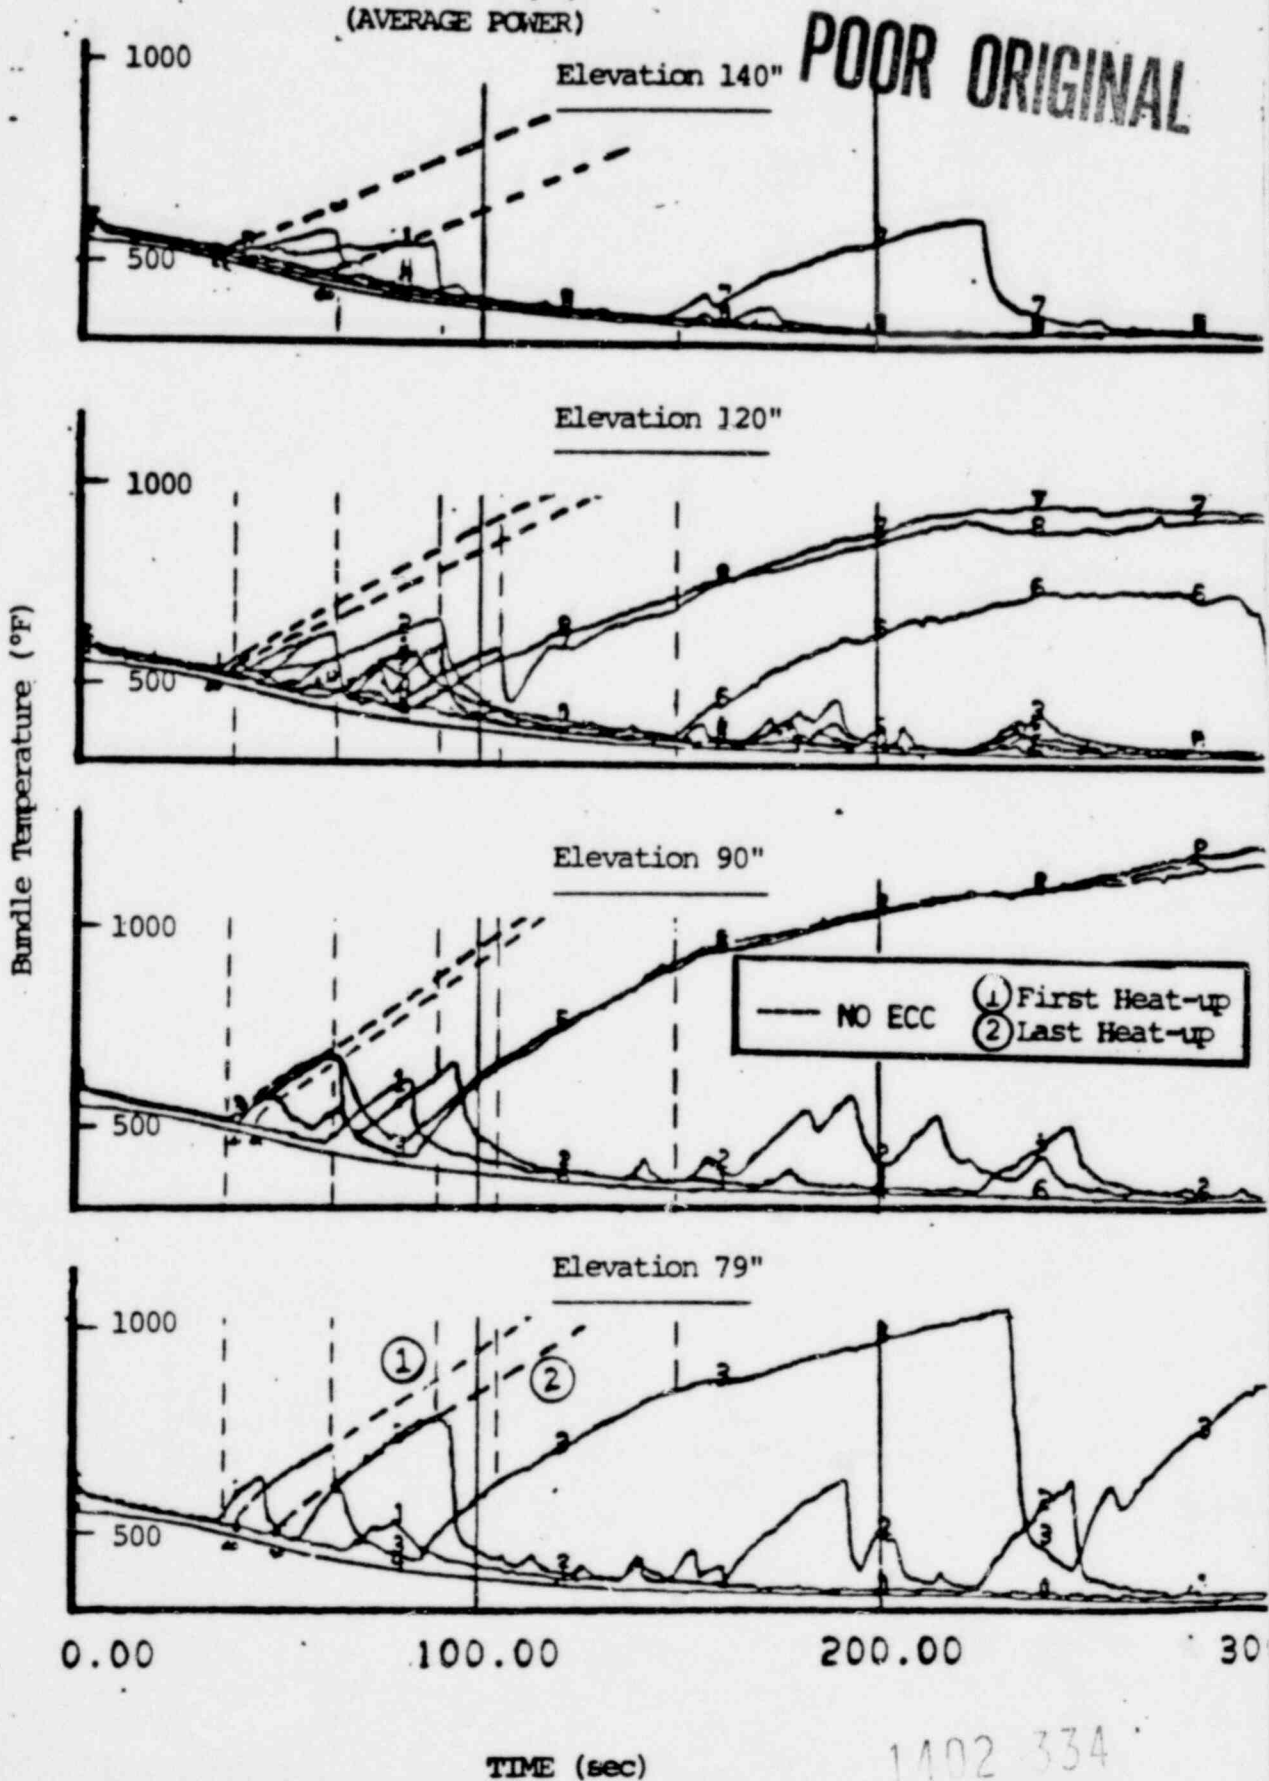 (AVERAGE POWER)
POOR ORIGINAL
Elevation 140"
1000
500
Elevation 120"
1000
500
Elevation 90"
1000
500
NO ECC
① First Heat-up
② Last Heat-up
Elevation 79"
1000
500
①
②
Bundle Temperature (°F)
0.00
100.00
200.00
30
TIME (sec)
1402 334